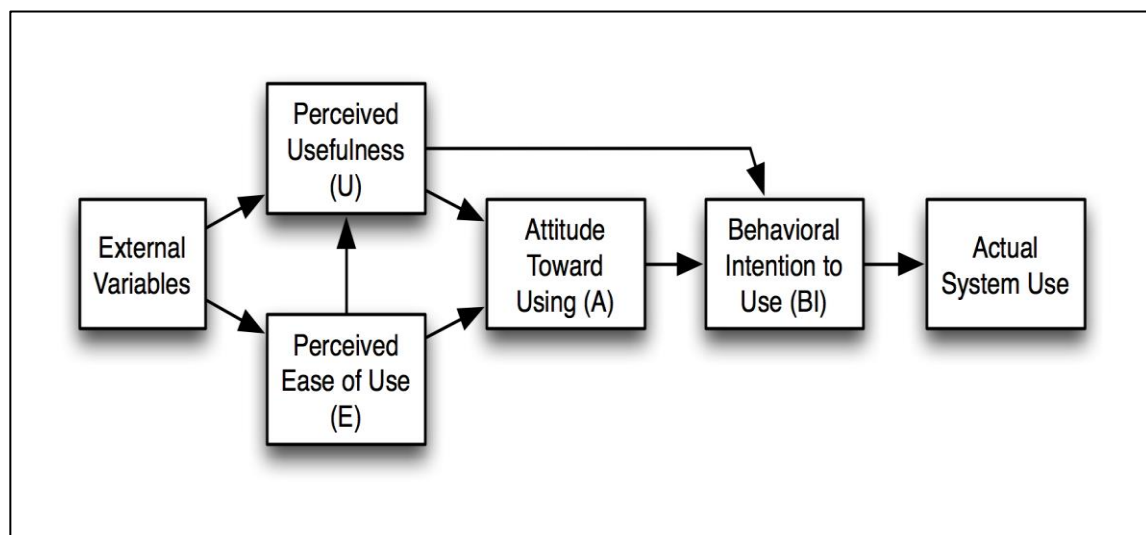 Perceived
Usefulness
(U)
External
Variables
Perceived
Ease of Use
(E)
Attitude
Toward
Using (A)
Behavioral
Intention to
Use (BI)
Actual
System Use